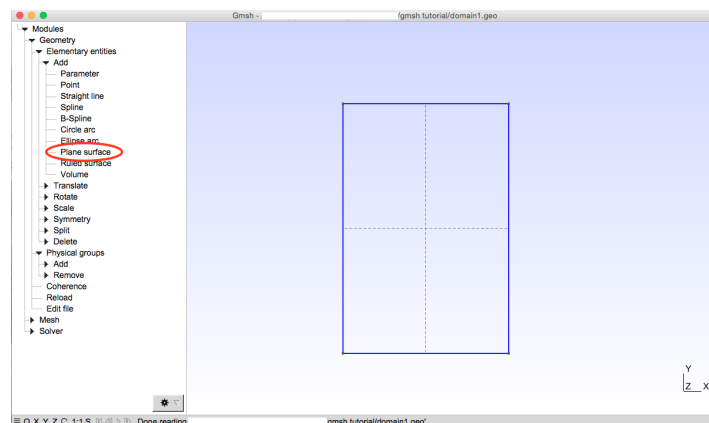 Gmsh - /gmsh tutorial/domain1.geo
Modules
Geometry
Elementary entities
Add
Parameter
Point
Straight line
Spline
B-Spline
Circle arc
Ellipse arc
Plane surface
Ruled surface
Volume
Translate
Rotate
Scale
Symmetry
Split
Delete
Physical groups
Add
Remove
Coherence
Reload
Edit file
Mesh
Solver
Y
Z X
O X Y Z 1:1 S Done reading gmsh tutorial/domain1.geo'